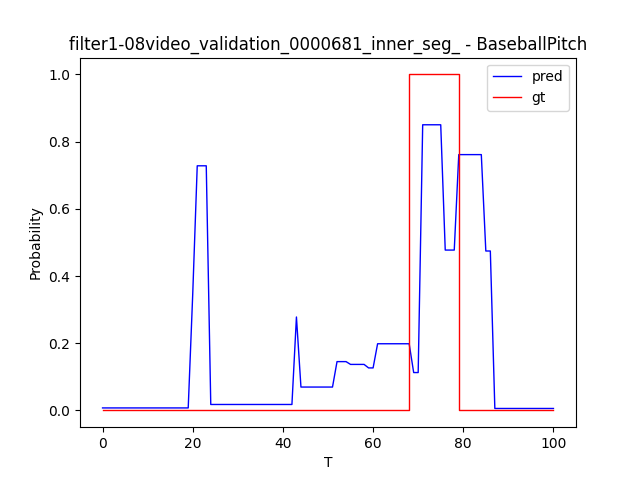 filter1-08video_validation_0000681_inner_seg_ - BaseballPitch
pred
gt
1.0
0.8
0.6
0.4
0.2
0.0
Probability
0 20 40 60 80 100
T